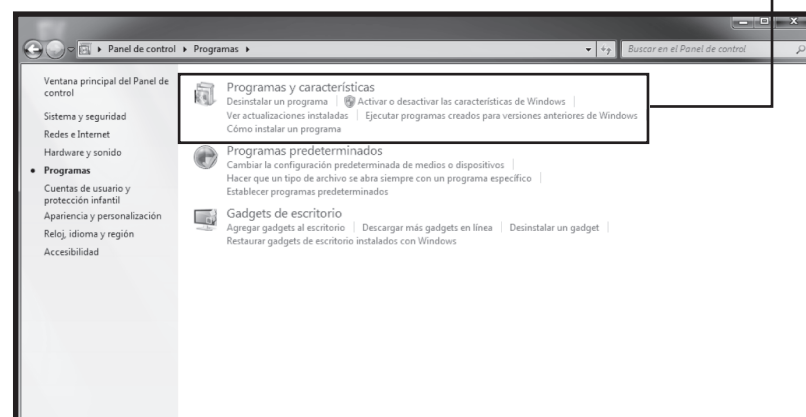 Panel de control ▸ Programas ▸
Buscar en el Panel de control
Ventana principal del Panel de
control
Sistema y seguridad
Redes e Internet
Hardware y sonido
Programas
Cuentas de usuario y
protección infantil
Apariencia y personalización
Reloj, idioma y región
Accesibilidad
Programas y características
Desinstalar un programa | Activar o desactivar las características de Windows |
Ver actualizaciones instaladas | Ejecutar programas creados para versiones anteriores de Windows
Cómo instalar un programa
Programas predeterminados
Cambiar la configuración predeterminada de medios o dispositivos |
Hacer que un tipo de archivo se abra siempre con un programa específico |
Establecer programas predeterminados
Gadgets de escritorio
Agregar gadgets al escritorio | Descargar más gadgets en línea | Desinstalar un gadget |
Restaurar gadgets de escritorio instalados con Windows